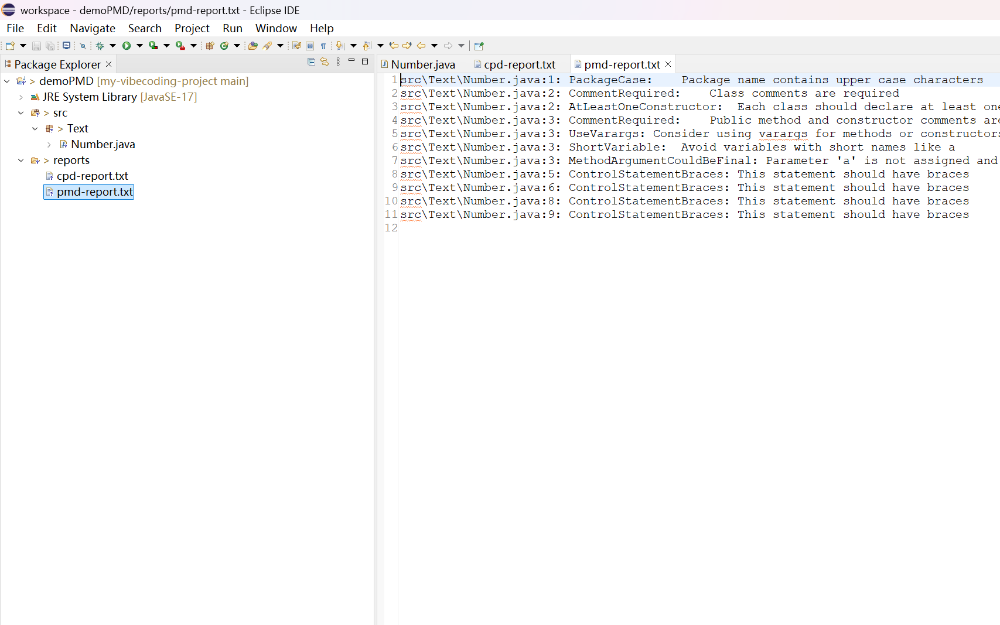 workspace - demoPMD/reports/pmd-report.txt - Eclipse IDE
File Edit Navigate Search Project Run Window Help
Package Explorer
demoPMD [my-vibecoding-project main]
JRE System Library [JavaSE-17]
src
Text
Number.java
reports
cpd-report.txt
pmd-report.txt
Number.java cpd-report.txt pmd-report.txt
1 src\Text\Number.java:1: PackageCase: Package name contains upper case characters
2 src\Text\Number.java:2: CommentRequired: Class comments are required
3 src\Text\Number.java:2: AtLeastOneConstructor: Each class should declare at least one
4 src\Text\Number.java:3: CommentRequired: Public method and constructor comments are
5 src\Text\Number.java:3: UseVarargs: Consider using varargs for methods or constructors
6 src\Text\Number.java:3: ShortVariable: Avoid variables with short names like a
7 src\Text\Number.java:3: MethodArgumentCouldBeFinal: Parameter 'a' is not assigned and
8 src\Text\Number.java:5: ControlStatementBraces: This statement should have braces
9 src\Text\Number.java:6: ControlStatementBraces: This statement should have braces
10 src\Text\Number.java:8: ControlStatementBraces: This statement should have braces
11 src\Text\Number.java:9: ControlStatementBraces: This statement should have braces
12